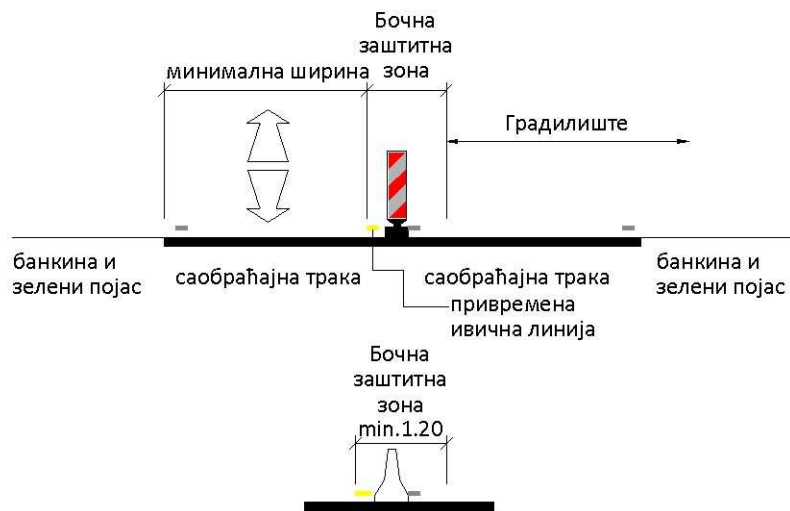 Бочна
заштитна
зона
минимална ширина
Градилиште
банкина и
зелени појас
саобраћајна трака
саобраћајна трака
привремена
ивична линија
банкина и
зелени појас
Бочна
заштитна
зона
min.1.20